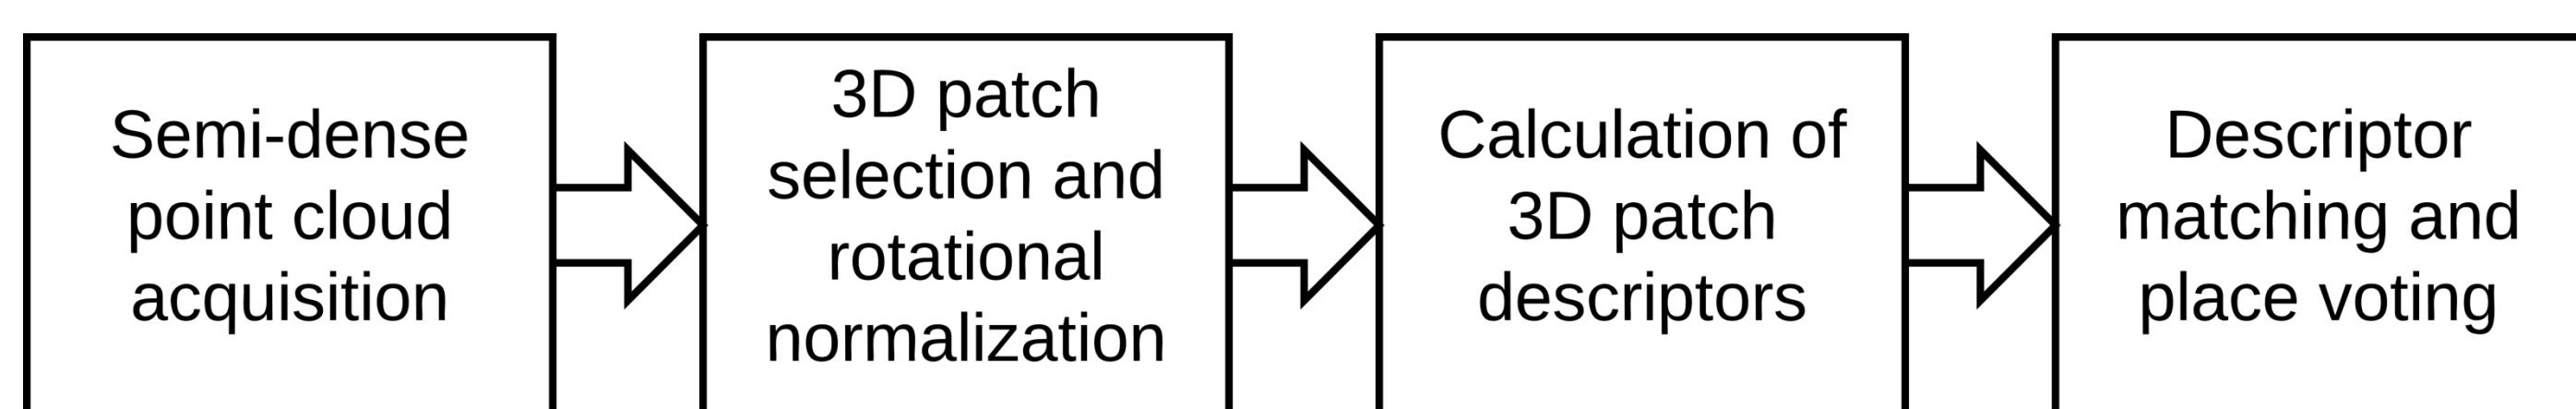 Semi-dense
point cloud
acquisition
3D patch
selection and
rotational
normalization
Calculation of
3D patch
descriptors
Descriptor
matching and
place voting